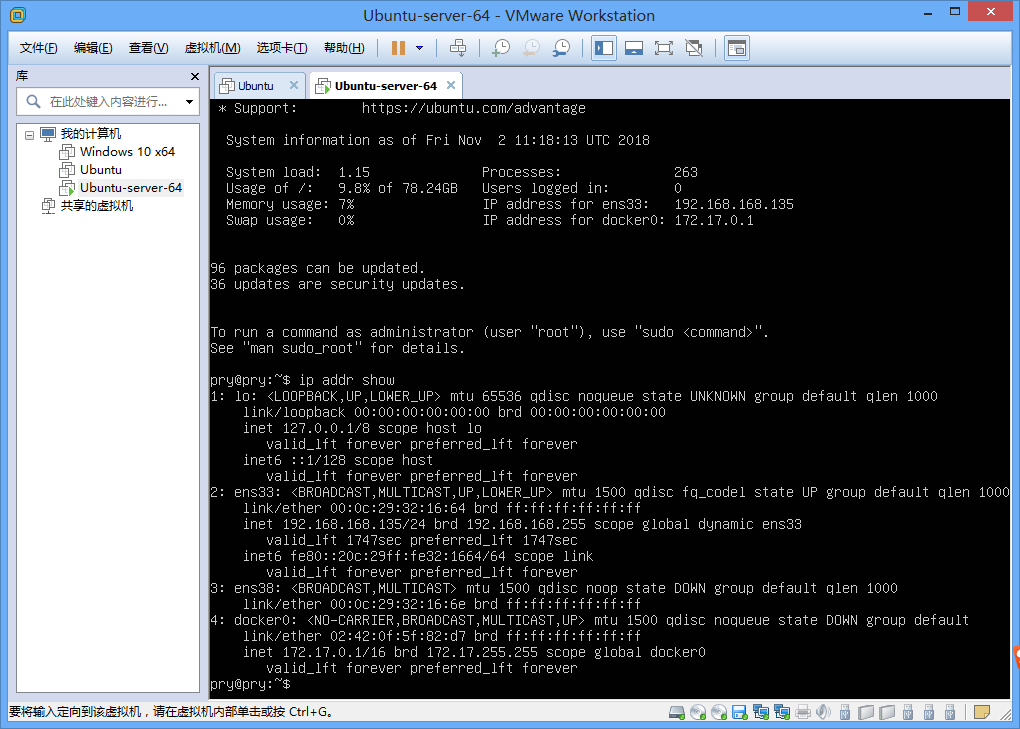 Ubuntu-server-64 - VMware Workstation
文件(F) 编辑(E) 查看(V) 虚拟机(M) 选项卡(T) 帮助(H)
库
在此处键入内容进行...
我的计算机
Windows 10 x64
Ubuntu
Ubuntu-server-64
共享的虚拟机
Ubuntu Ubuntu-server-64
* Support: https://ubuntu.com/advantage
System information as of Fri Nov 2 11:18:13 UTC 2018
System load: 1.15 Processes: 263
Usage of /: 9.8% of 78.24GB Users logged in: 0
Memory usage: 7% IP address for ens33: 192.168.168.135
Swap usage: 0% IP address for docker0: 172.17.0.1
96 packages can be updated.
36 updates are security updates.
To run a command as administrator (user "root"), use "sudo <command>".
See "man sudo_root" for details.
pry@pry:~$ ip addr show
1: lo: <LOOPBACK,UP,LOWER_UP> mtu 65536 qdisc noqueue state UNKNOWN group default qlen 1000
link/loopback 00:00:00:00:00:00 brd 00:00:00:00:00:00
inet 127.0.0.1/8 scope host lo
valid_lft forever preferred_lft forever
inet6 ::1/128 scope host
valid_lft forever preferred_lft forever
2: ens33: <BROADCAST,MULTICAST,UP,LOWER_UP> mtu 1500 qdisc fq_codel state UP group default qlen 1000
link/ether 00:0c:29:32:16:64 brd ff:ff:ff:ff:ff:ff
inet 192.168.168.135/24 brd 192.168.168.255 scope global dynamic ens33
valid_lft 1747sec preferred_lft 1747sec
inet6 fe80::20c:29ff:fe32:1664/64 scope link
valid_lft forever preferred_lft forever
3: ens38: <BROADCAST,MULTICAST> mtu 1500 qdisc noop state DOWN group default qlen 1000
link/ether 00:0c:29:32:16:6e brd ff:ff:ff:ff:ff:ff
4: docker0: <NO-CARRIER,BROADCAST,MULTICAST,UP> mtu 1500 qdisc noqueue state DOWN group default
link/ether 02:42:0f:5f:82:d7 brd ff:ff:ff:ff:ff:ff
inet 172.17.0.1/16 brd 172.17.255.255 scope global docker0
valid_lft forever preferred_lft forever
pry@pry:~$
要将输入定向到该虚拟机，请在虚拟机内部单击或按 Ctrl+G。